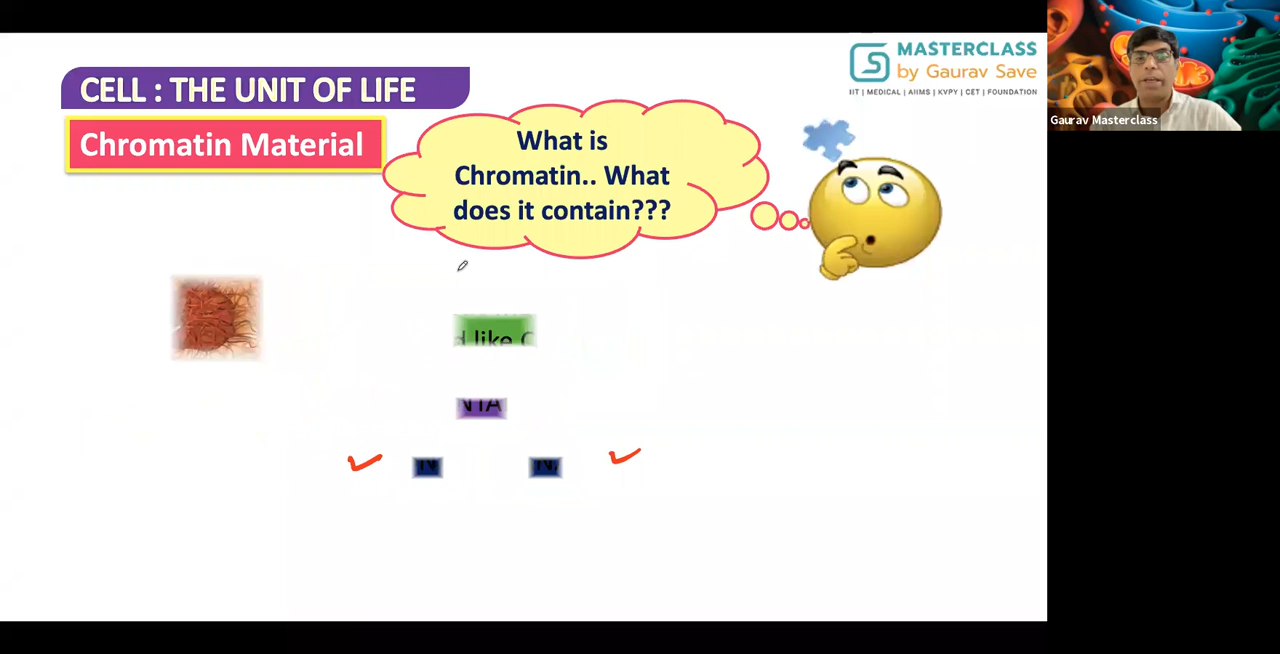 MASTERCLASS
by Gaurav Save
IIT | MEDICAL | AIIMS | KVPY | CET | FOUNDATION
CELL : THE UNIT OF LIFE
Chromatin Material
What is
Chromatin.. What
does it contain???
Gaurav Masterclass
like